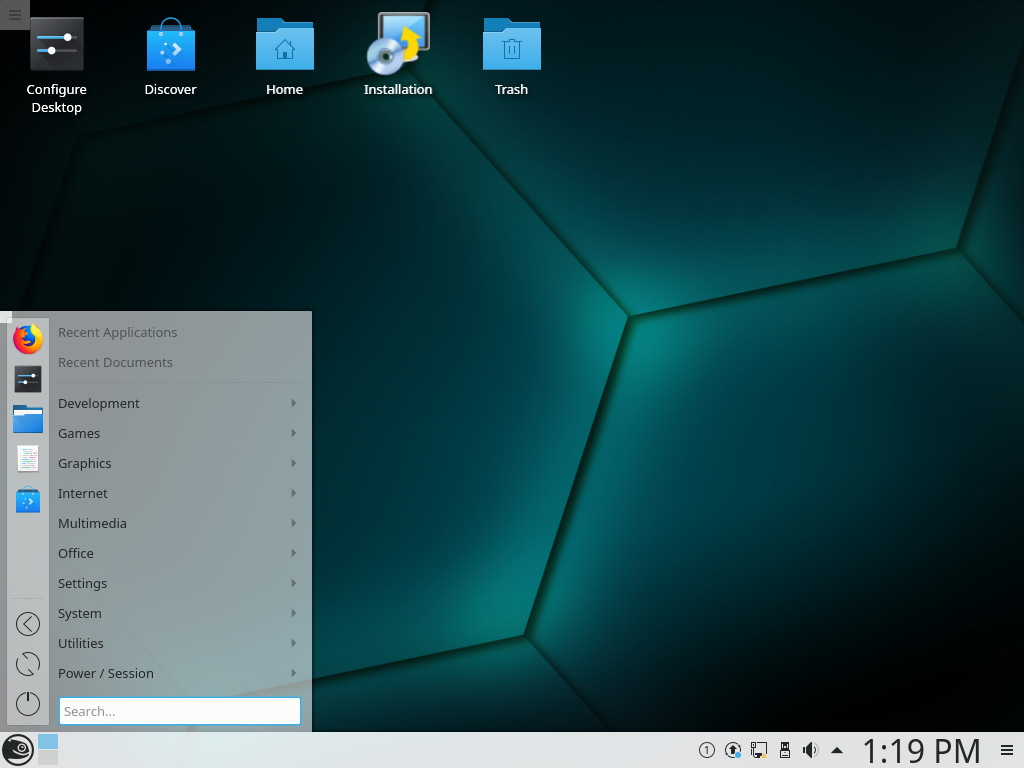 Configure
Desktop
Discover
Home
Installation
Trash
Recent Applications
Recent Documents
Development
Games
Graphics
Internet
Multimedia
Office
Settings
System
Utilities
Power / Session
Search...
1
1:19 PM